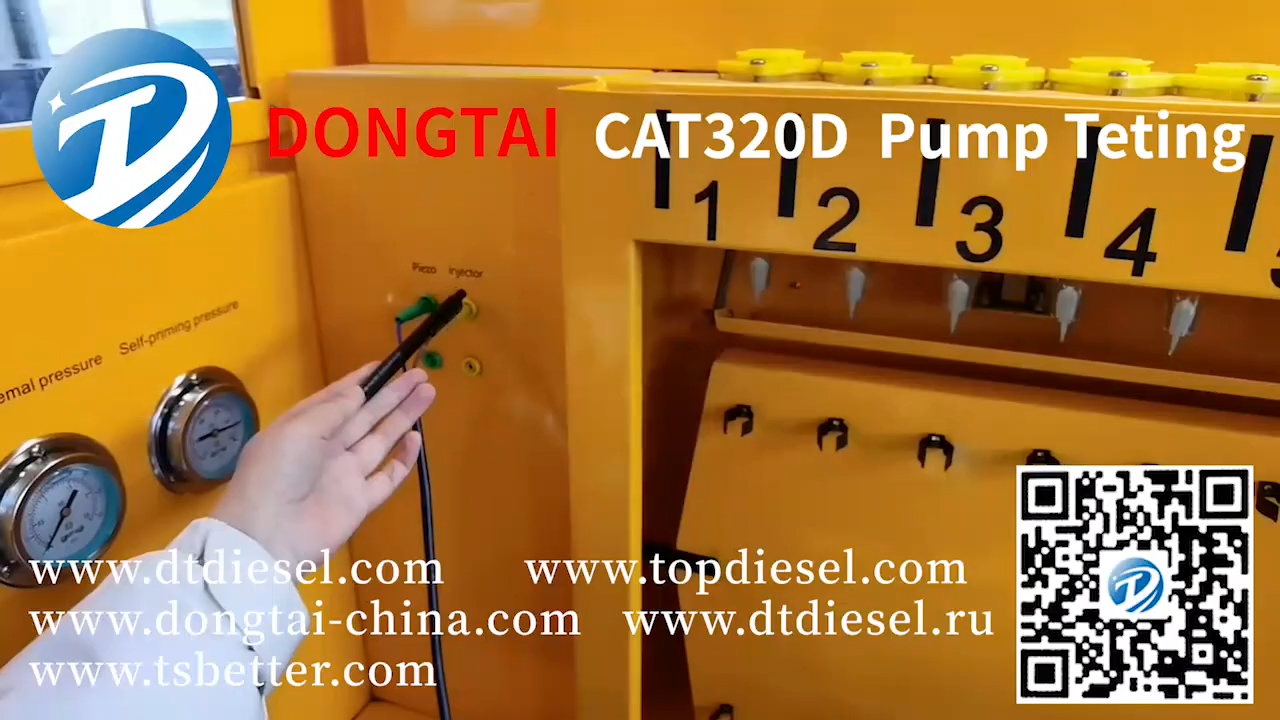 DONGTAI CAT320D Pump Teting
1 2 3 4
Piezo injector
Self-priming pressure
pressure
www.dtdiesel.com www.topdiesel.com
www.dongtai-china.com www.dtdiesel.ru
www.tsbetter.com